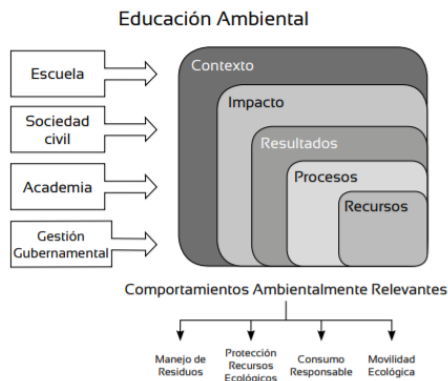 Educación Ambiental
Escuela
Sociedad
civil
Academia
Gestión
Gubernamental
Contexto
Impacto
Resultados
Procesos
Recursos
Comportamientos Ambientalmente Relevantes
Manejo de
Residuos
Protección
Recursos
Ecológicos
Consumo
Responsable
Movilidad
Ecológica